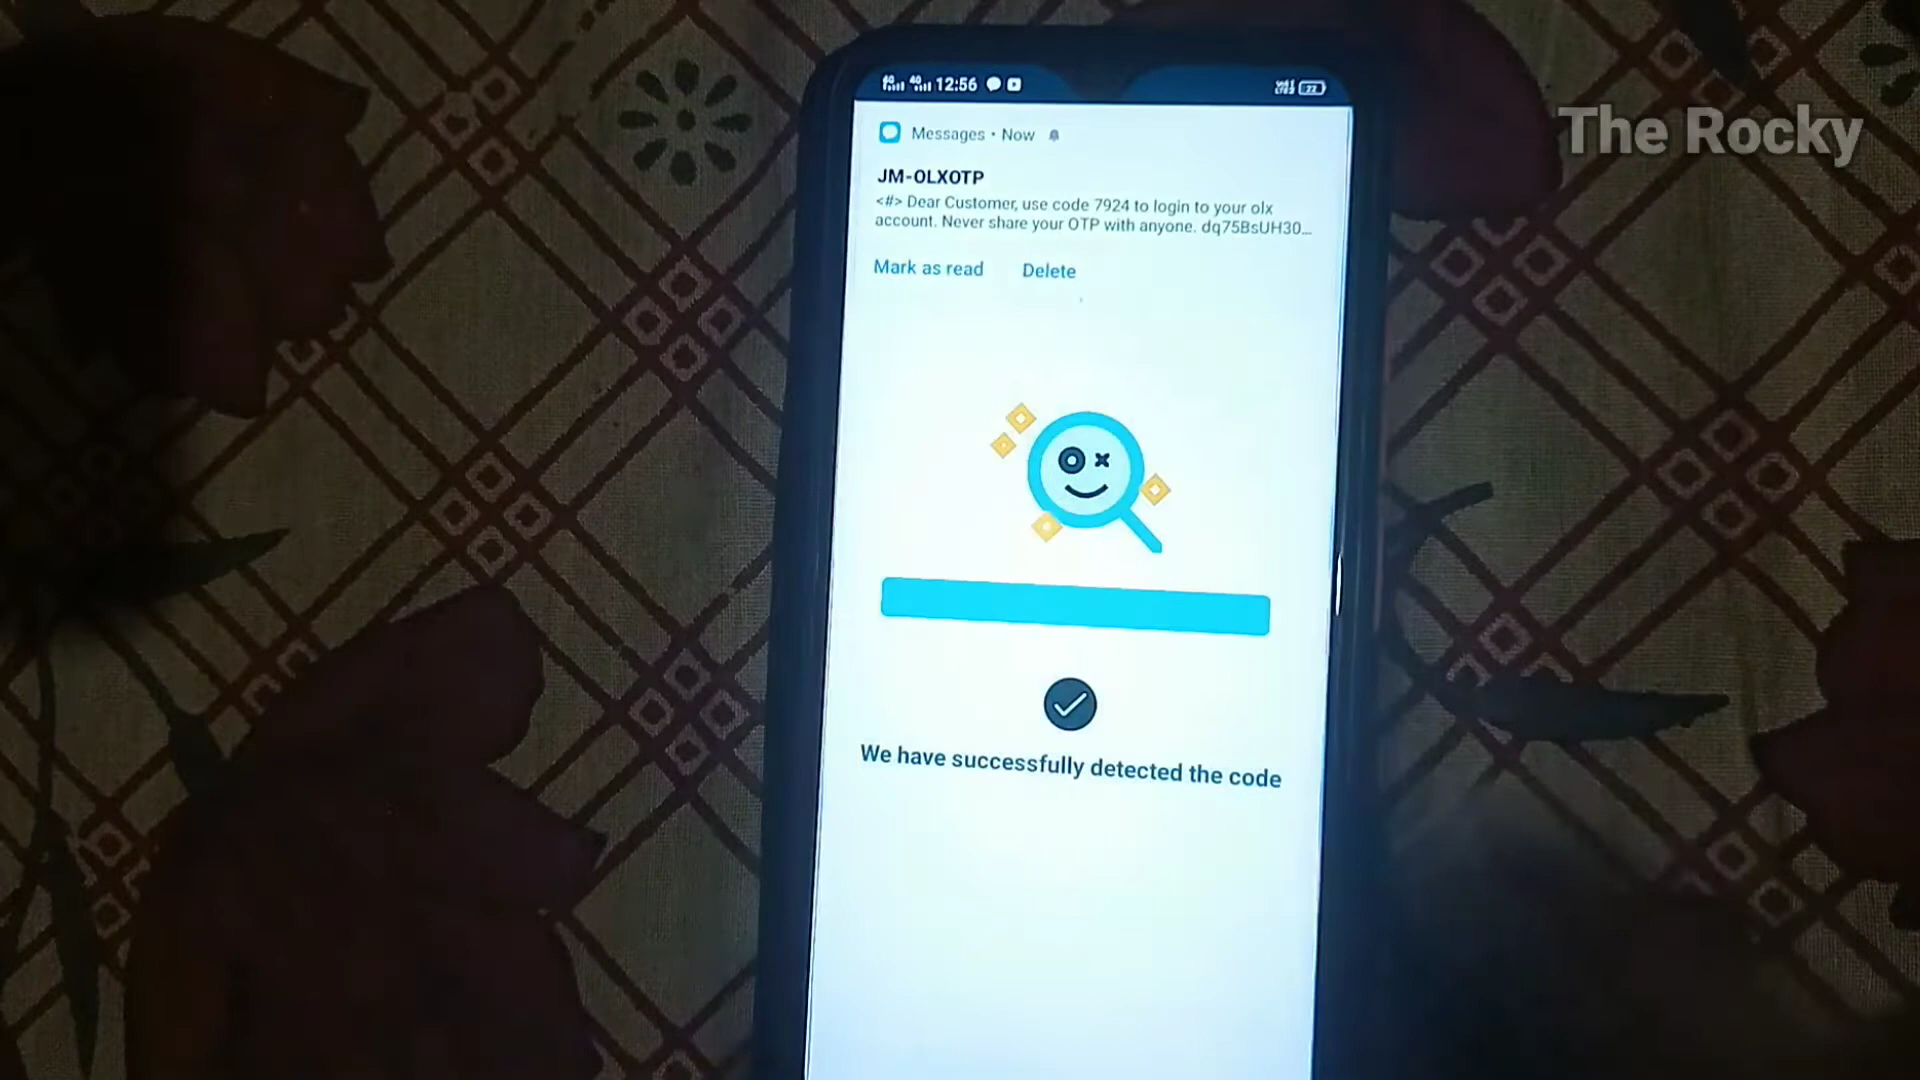 12:56
The Rocky
Messages • Now
JM-OLXOTP
<#> Dear Customer, use code 7924 to login to your olx
account. Never share your OTP with anyone. dq75BsUH30...
Mark as read Delete
We have successfully detected the code